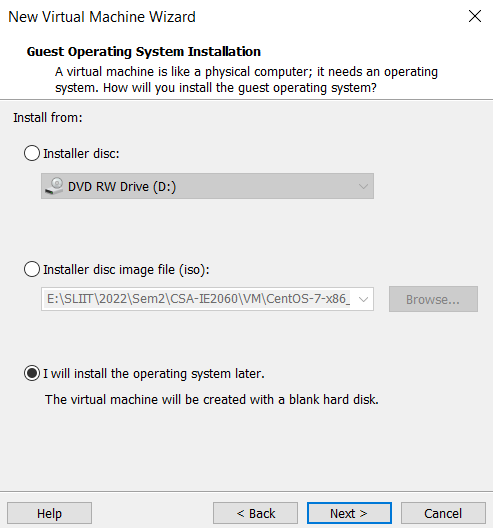 New Virtual Machine Wizard
Guest Operating System Installation
A virtual machine is like a physical computer; it needs an operating
system. How will you install the guest operating system?
Install from:
Installer disc:
DVD RW Drive (D:)
Installer disc image file (iso):
E:\SLIIT\2022\Sem2\CSA-IE2060\VM\CentOS-7-x86_
Browse...
I will install the operating system later.
The virtual machine will be created with a blank hard disk.
Help
< Back
Next >
Cancel